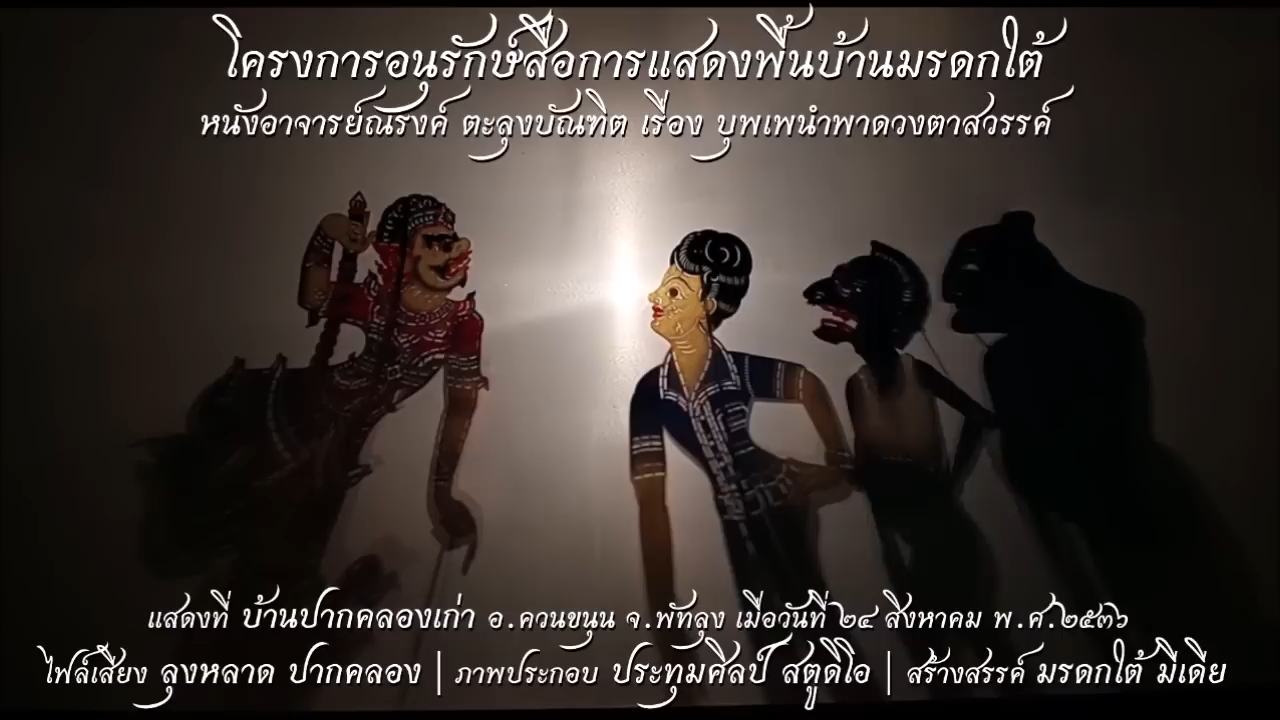 โครงการอนุรักษ์สื่อการแสดงพื้นบ้านมรดกใต้
หนังอาจารย์ณรงค์ ตะลุงบัณฑิต เรื่อง บุพเพนำพาดวงตาสวรรค์
แสดงที่ บ้านปากคลองเก่า อ.ควนขนุน จ.พัทลุง เมื่อวันที่ ๒๔ สิงหาคม พ.ศ.๒๕๓๖
ไฟล์เสียง ลุงหลาด ปากคลอง | ภาพประกอบ ประทุมศิลป์ สตูดิโอ | สร้างสรรค์ มรดกใต้ มีเดีย